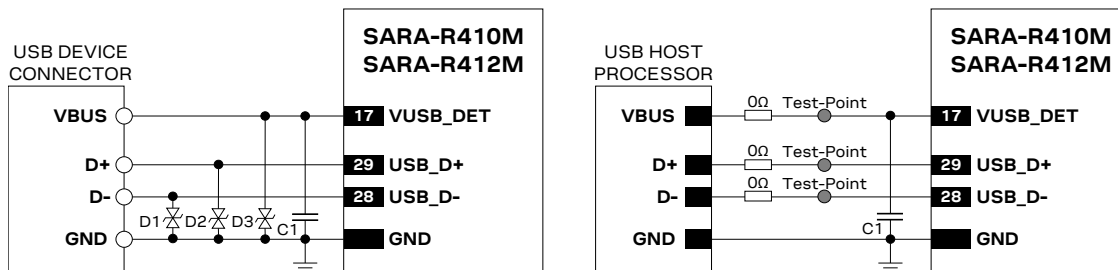 USB DEVICE
CONNECTOR
SARA-R410M
SARA-R412M
VBUS
17 VUSB_DET
D+
29 USB_D+
D-
28 USB_D-
D1 D2 D3 C1
GND
GND
USB HOST
PROCESSOR
SARA-R410M
SARA-R412M
VBUS
0Ω Test-Point
17 VUSB_DET
D+
0Ω Test-Point
29 USB_D+
D-
0Ω Test-Point
28 USB_D-
C1
GND
GND